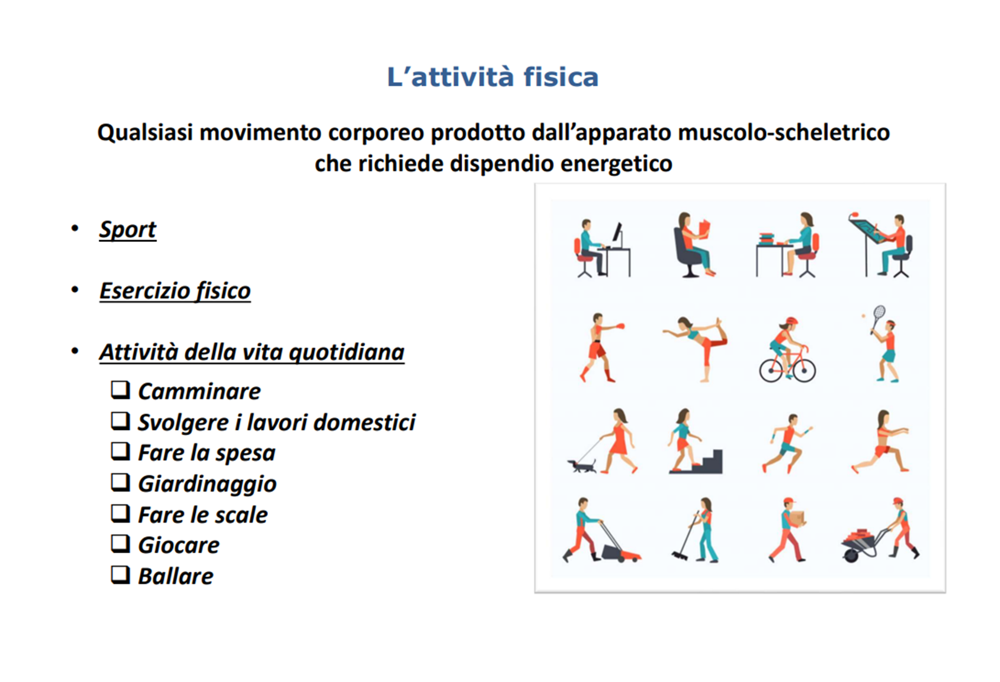 L’attività fisica
Qualsiasi movimento corporeo prodotto dall’apparato muscolo-scheletrico
che richiede dispendio energetico
• Sport
• Esercizio fisico
• Attività della vita quotidiana
❑ Camminare
❑ Svolgere i lavori domestici
❑ Fare la spesa
❑ Giardinaggio
❑ Fare le scale
❑ Giocare
❑ Ballare